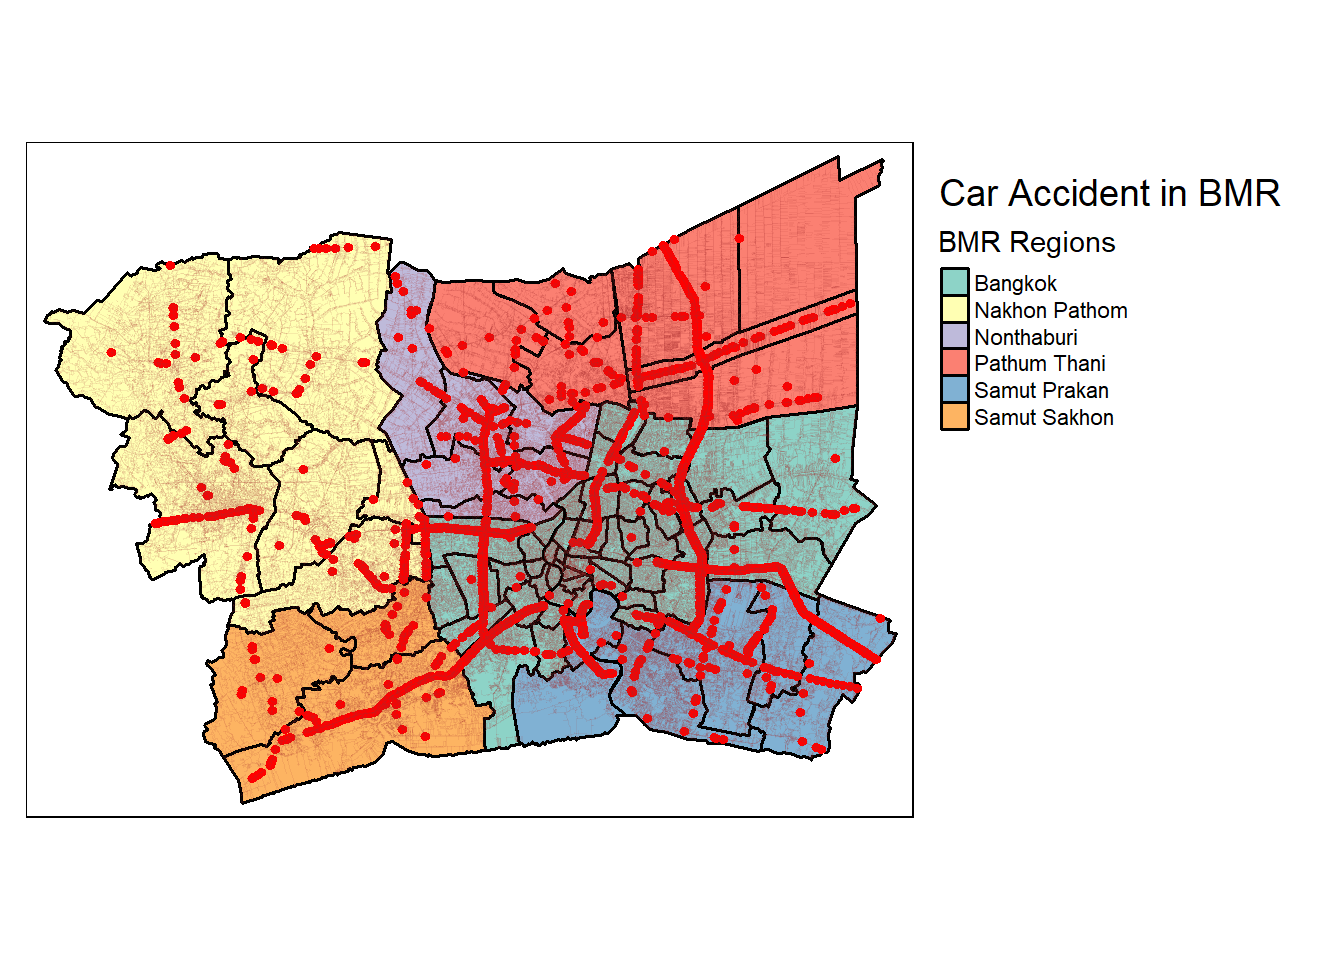 Car Accident in BMR
BMR Regions
Bangkok
Nakhon Pathom
Nonthaburi
Pathum Thani
Samut Prakan
Samut Sakhon